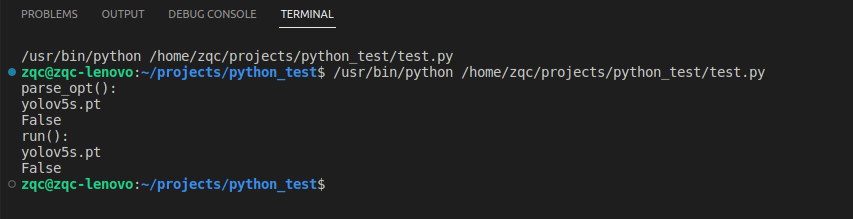 PROBLEMS OUTPUT DEBUG CONSOLE TERMINAL
/usr/bin/python /home/zqc/projects/python_test/test.py
zqc@zqc-lenovo:~/projects/python_test$ /usr/bin/python /home/zqc/projects/python_test/test.py
parse_opt():
yolov5s.pt
False
run():
yolov5s.pt
False
zqc@zqc-lenovo:~/projects/python_test$